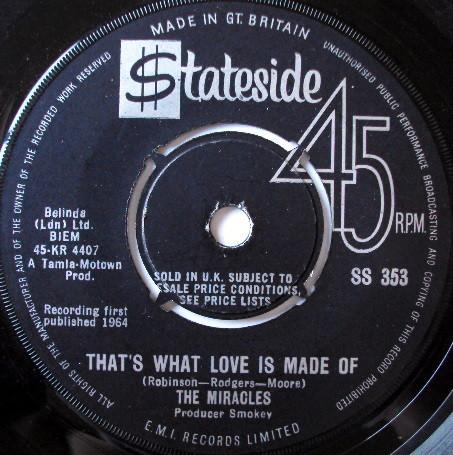 MADE IN GT. BRITAIN
ALL RIGHTS OF THE MANUFACTURER AND OF THE OWNER OF THE RECORDED WORK RESERVED
UNAUTHORISED PUBLIC PERFORMANCE BROADCASTING AND COPYING OF THIS RECORD PROHIBITED
$tateside
45
R.P.M.
Belinda
(Ldn) Ltd.
BIEM
45-KR 4407
A Tamla-Motown
Prod.
SS 353
SOLD IN U.K. SUBJECT TO
ESALE PRICE CONDITIONS,
SEE PRICE LISTS
Recording first
published 1964
THAT'S WHAT LOVE IS MADE OF
(Robinson—Rodgers—Moore)
THE MIRACLES
Producer Smokey
E.M.I. RECORDS LIMITED